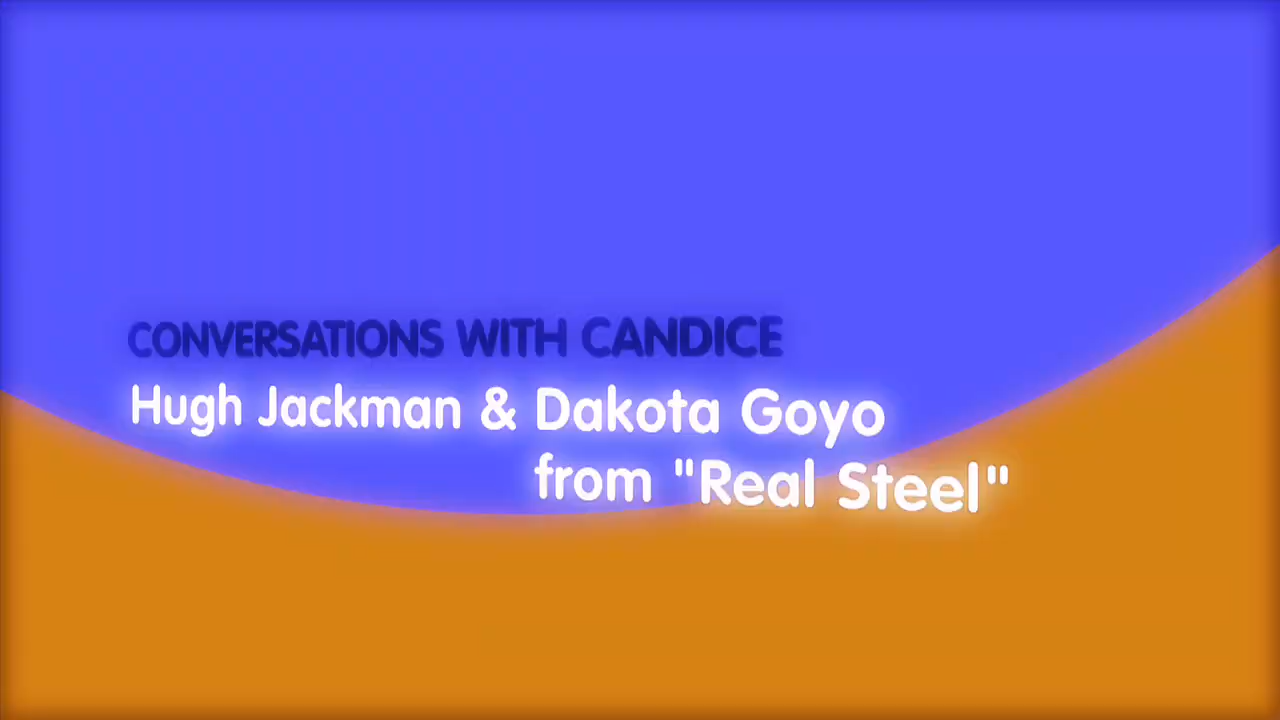 CONVERSATIONS WITH CANDICE
Hugh Jackman & Dakota Goyo
from "Real Steel"